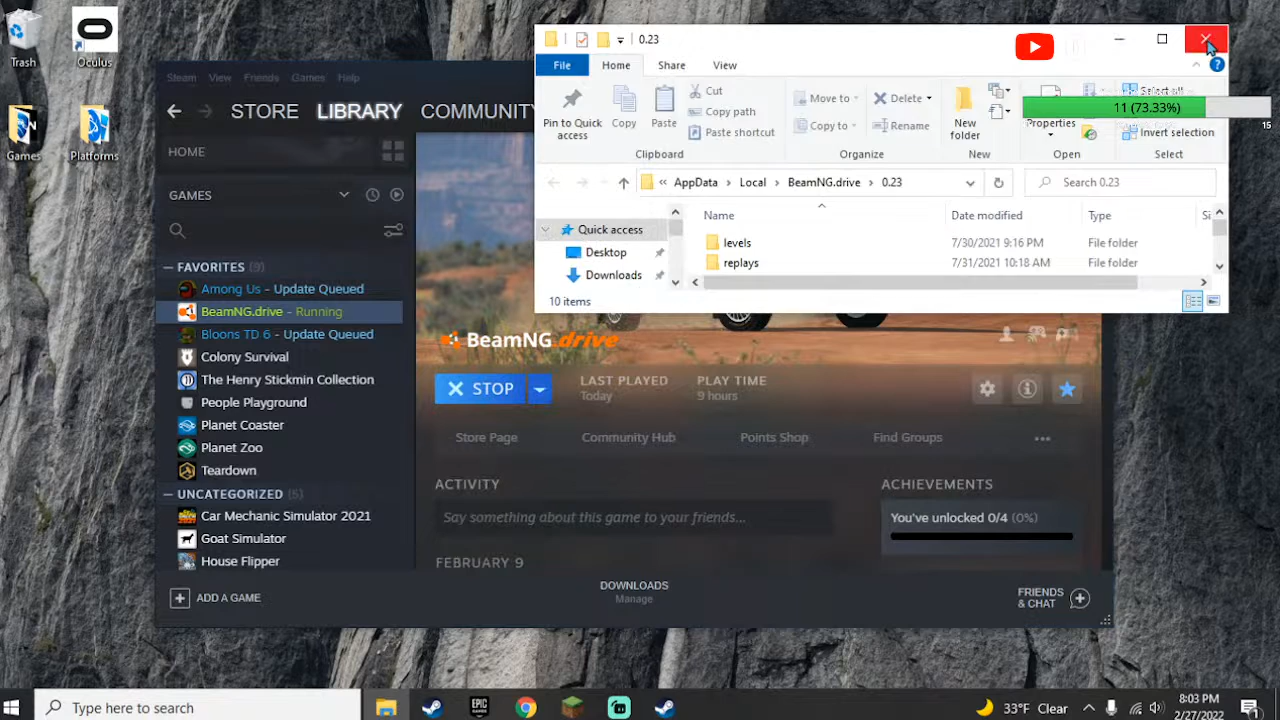 Trash
Oculus
Games
Platforms
Steam View Friends Games Help
STORE LIBRARY COMMUNITY
HOME
GAMES
FAVORITES (9)
Among Us - Update Queued
BeamNG.drive - Running
Bloons TD 6 - Update Queued
Colony Survival
The Henry Stickmin Collection
People Playground
Planet Coaster
Planet Zoo
Teardown
UNCATEGORIZED (5)
Car Mechanic Simulator 2021
Goat Simulator
House Flipper
ADD A GAME
0.23
File Home Share View
Pin to Quick access
Copy
Paste
Cut
Copy path
Paste shortcut
Clipboard
Move to
Copy to
Delete
Rename
Organize
New folder
New
Properties
Open
Select all
Invert selection
Select
11 (73.33%)
15
AppData > Local > BeamNG.drive > 0.23
Search 0.23
Quick access
Desktop
Downloads
Name Date modified Type Si
levels 7/30/2021 9:16 PM File folder
replays 7/31/2021 10:18 AM File folder
10 items
BeamNG.drive
STOP
LAST PLAYED
Today
PLAY TIME
9 hours
Store Page Community Hub Points Shop Find Groups
ACTIVITY
Say something about this game to your friends...
FEBRUARY 9
ACHIEVEMENTS
You've unlocked 0/4 (0%)
DOWNLOADS
Manage
FRIENDS
& CHAT
Type here to search
EPIC
33°F Clear
8:03 PM
2/27/2022
1